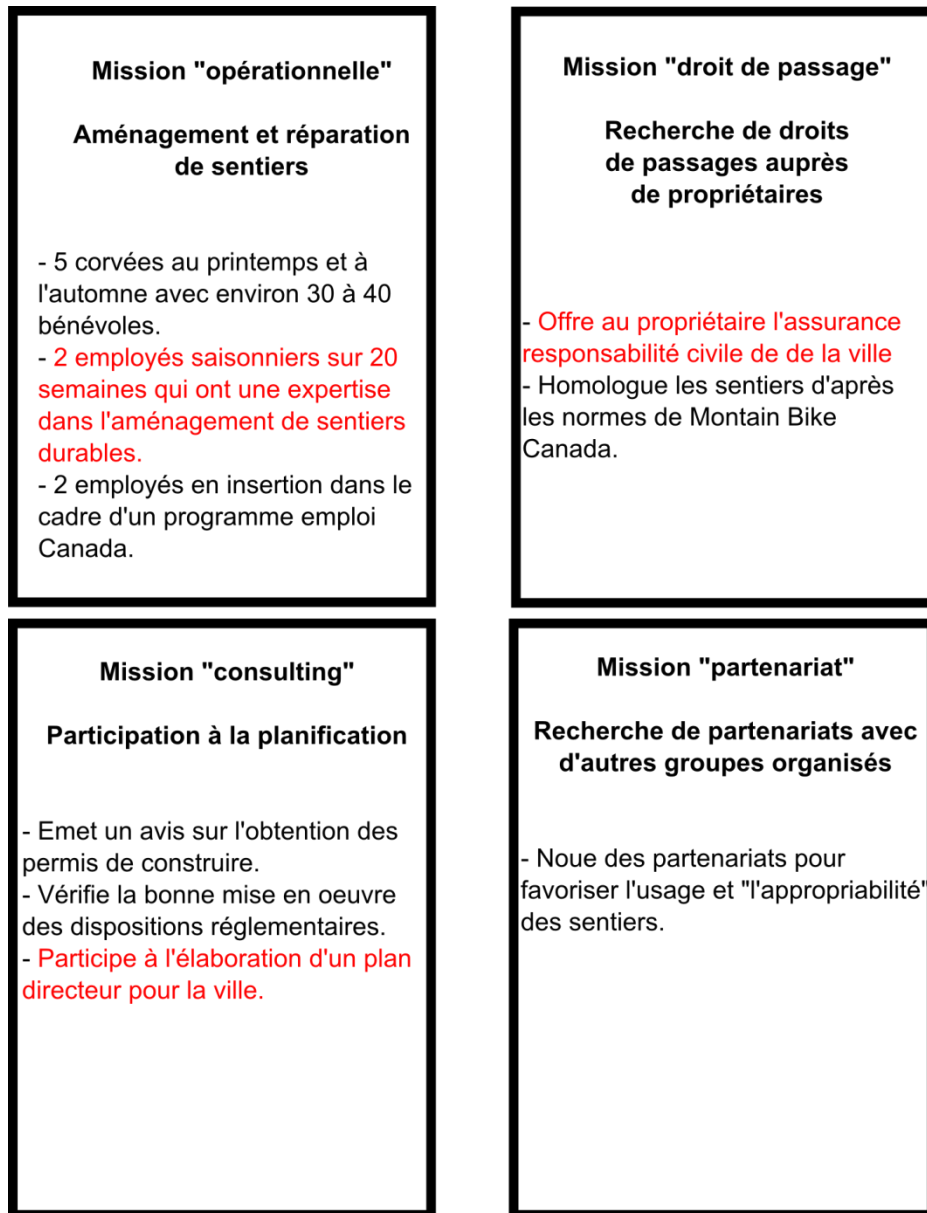 Mission "opérationnelle"
Aménagement et réparation
de sentiers
- 5 corvées au printemps et à
l'automne avec environ 30 à 40
bénévoles.
- 2 employés saisonniers sur 20
semaines qui ont une expertise
dans l'aménagement de sentiers
durables.
- 2 employés en insertion dans le
cadre d'un programme emploi
Canada.
Mission "droit de passage"
Recherche de droits
de passages auprès
de propriétaires
- Offre au propriétaire l'assurance
responsabilité civile de de la ville
- Homologue les sentiers d'après
les normes de Montain Bike
Canada.
Mission "consulting"
Participation à la planification
- Emet un avis sur l'obtention des
permis de construire.
- Vérifie la bonne mise en oeuvre
des dispositions réglementaires.
- Participe à l'élaboration d'un plan
directeur pour la ville.
Mission "partenariat"
Recherche de partenariats avec
d'autres groupes organisés
- Noue des partenariats pour
favoriser l'usage et "l'appropriabilité"
des sentiers.